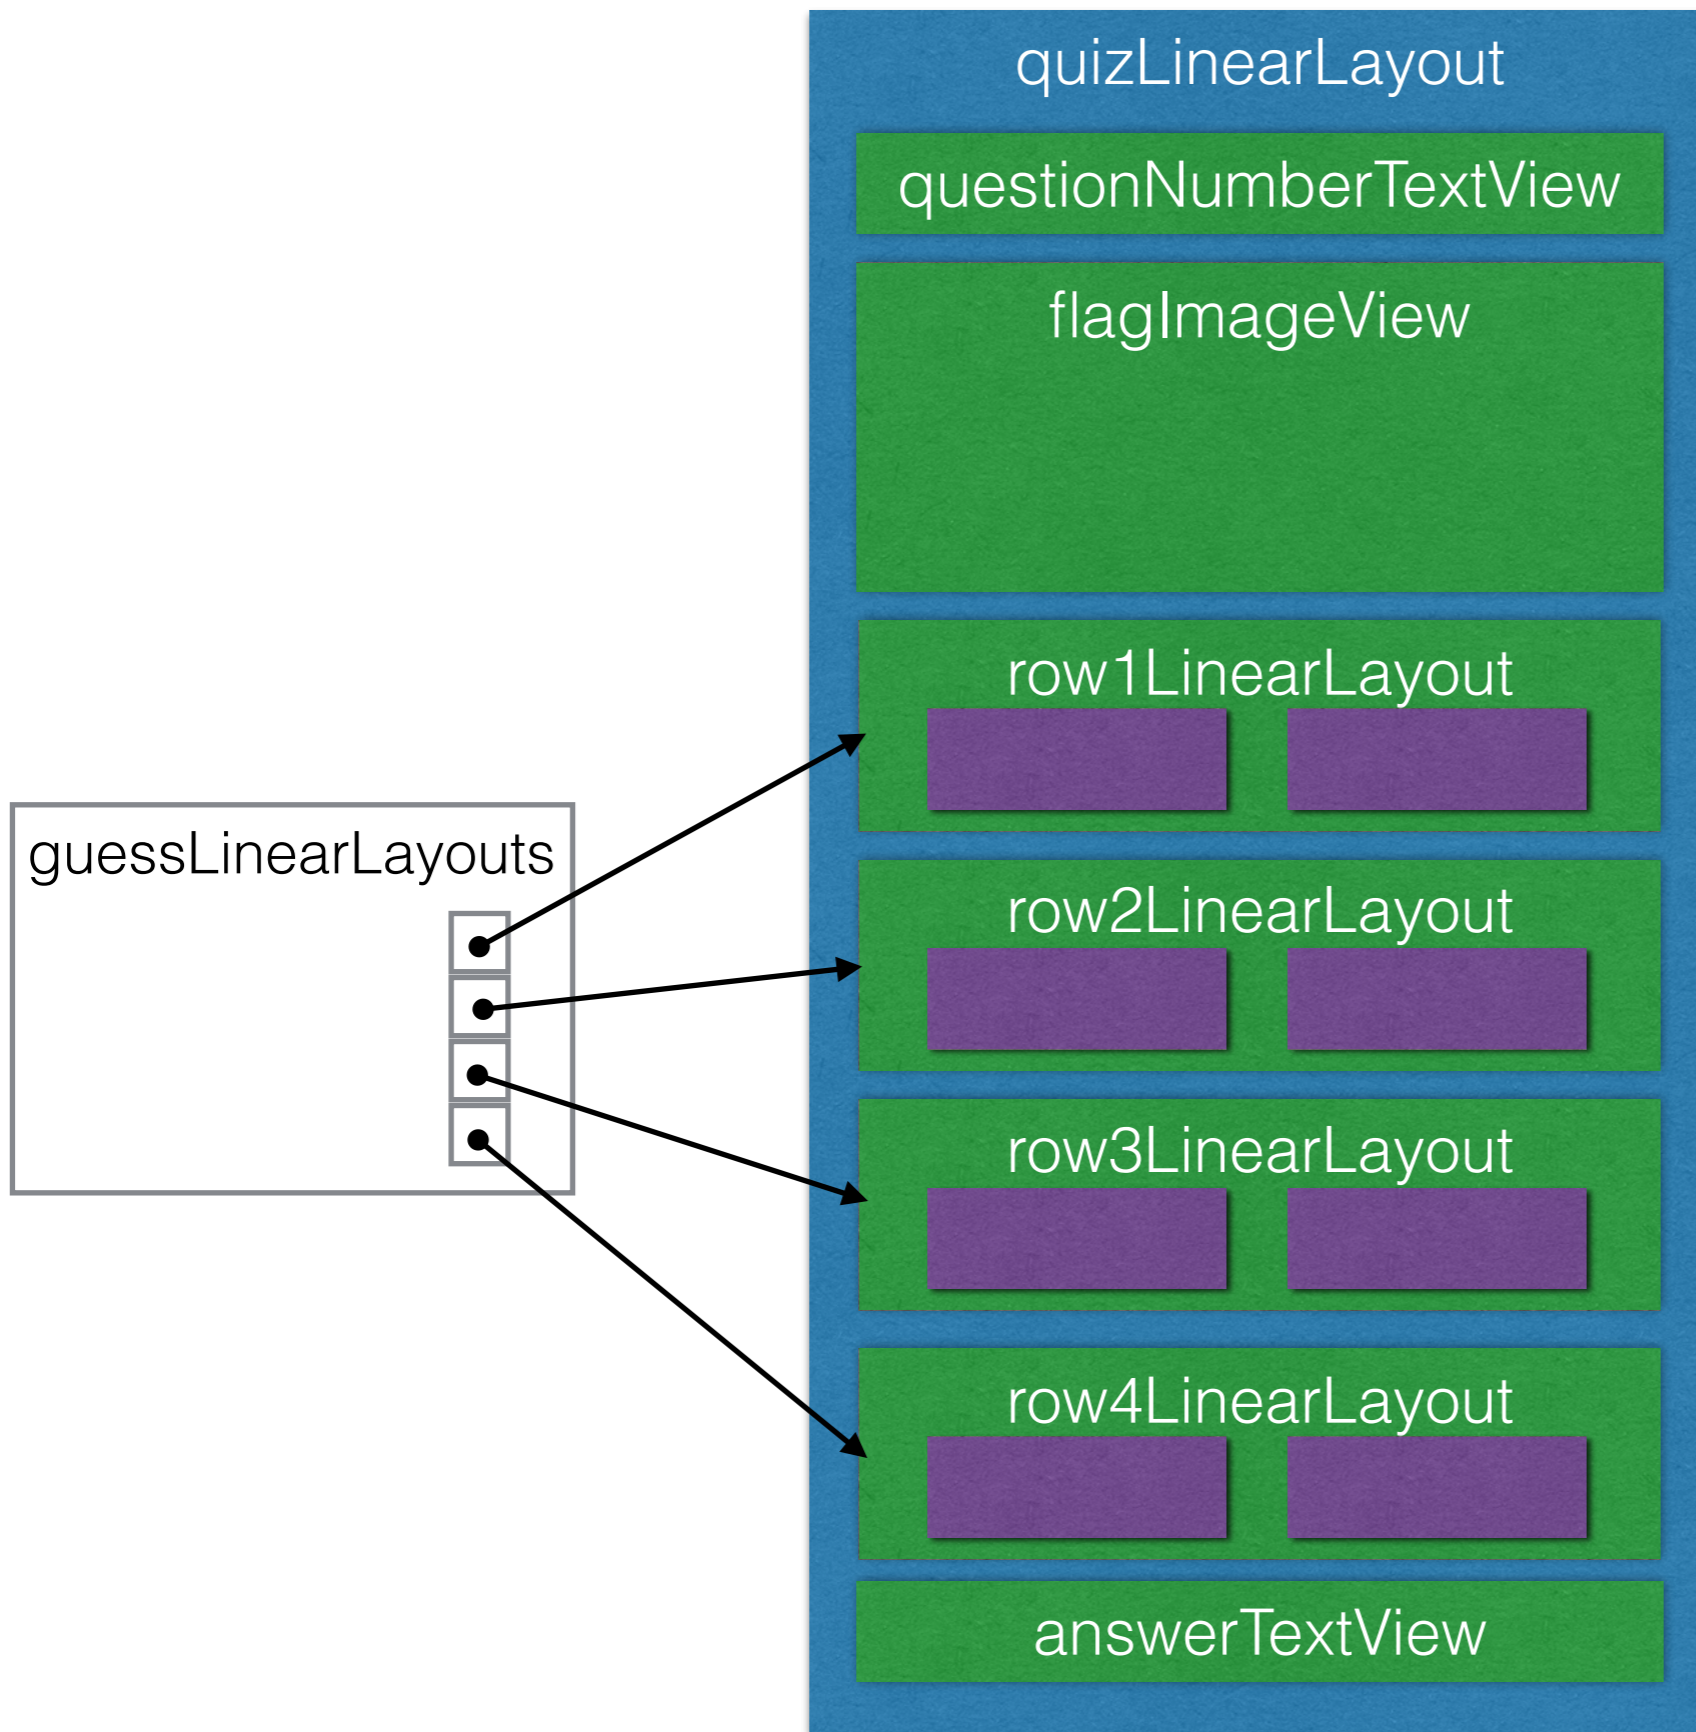 quizLinearLayout
questionNumberTextView
flagImageView
row1LinearLayout
guessLinearLayouts
row2LinearLayout
row3LinearLayout
row4LinearLayout
answerTextView